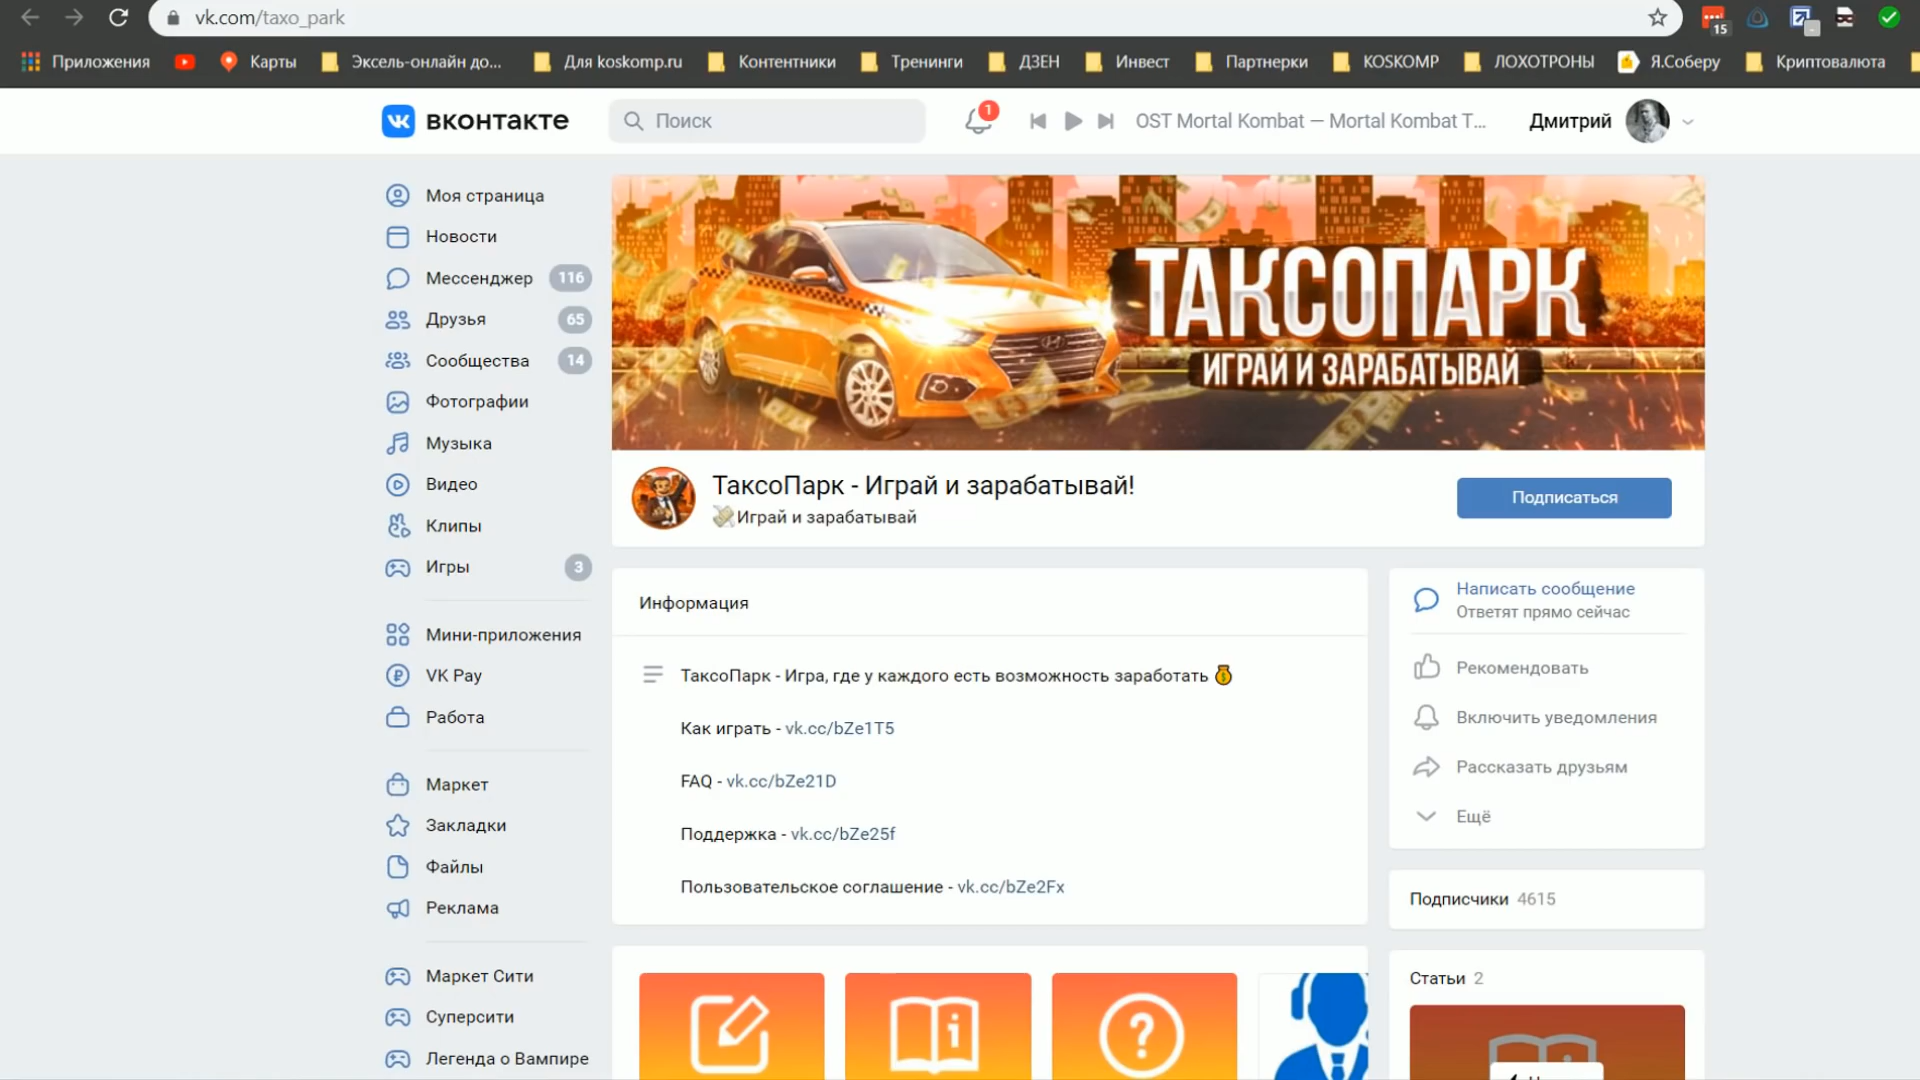 vk.com/taxo_park
15
Приложения
Карты
Эксель-онлайн до...
Для koskomp.ru
Контентники
Тренинги
ДЗЕН
Инвест
Партнерки
KOSKOMP
ЛОХОТРОНЫ
Я.Соберу
Криптовалюта
вконтакте
Поиск
1
OST Mortal Kombat — Mortal Kombat T...
Дмитрий
Моя страница
Новости
Мессенджер 116
Друзья 65
Сообщества 14
Фотографии
Музыка
Видео
Клипы
Игры 3
Мини-приложения
VK Pay
Работа
Маркет
Закладки
Файлы
Реклама
Маркет Сити
Суперсити
Легенда о Вампире
ТАКСОПАРК
ИГРАЙ И ЗАРАБАТЫВАЙ
ТаксоПарк - Играй и зарабатывай!
Играй и зарабатывай
Подписаться
Информация
ТаксоПарк - Игра, где у каждого есть возможность заработать
Как играть - vk.cc/bZe1T5
FAQ - vk.cc/bZe21D
Поддержка - vk.cc/bZe25f
Пользовательское соглашение - vk.cc/bZe2Fx
Написать сообщение
Ответят прямо сейчас
Рекомендовать
Включить уведомления
Рассказать друзьям
Ещё
Подписчики 4615
Статьи 2